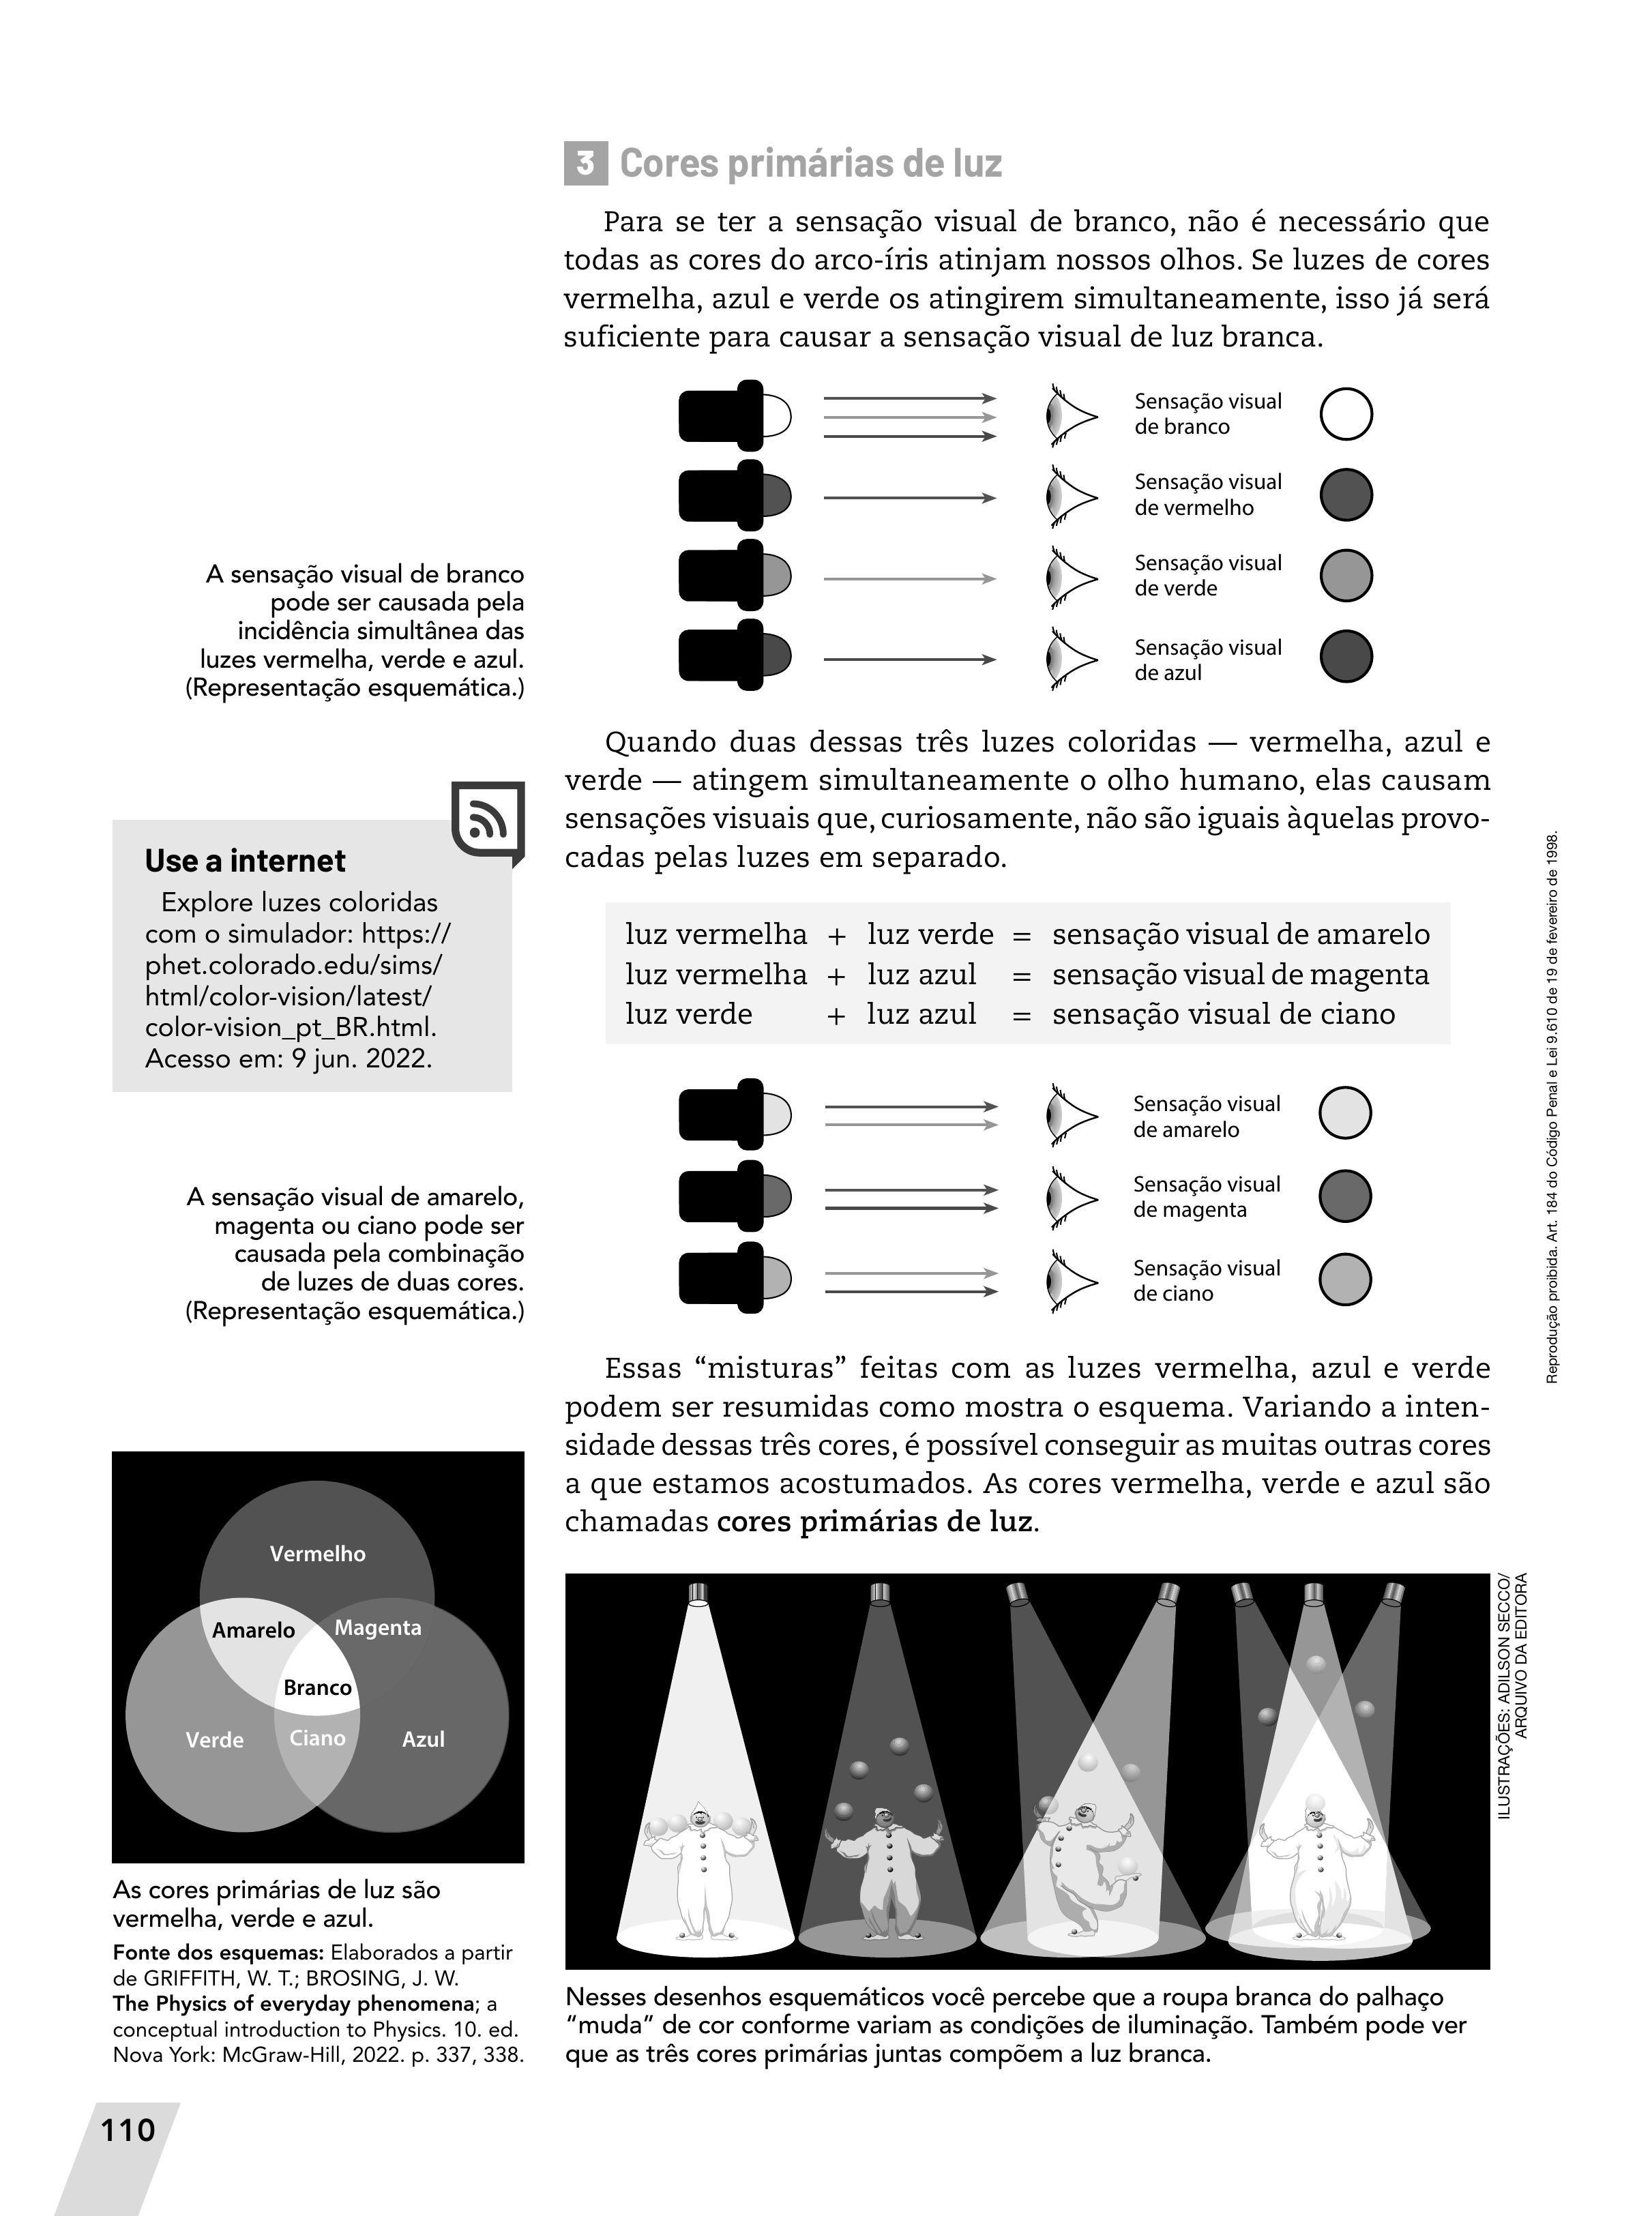 3 Cores primárias de luz
Para se ter a sensação visual de branco, não é necessário que
todas as cores do arco-íris atinjam nossos olhos. Se luzes de cores
vermelha, azul e verde os atingirem simultaneamente, isso já será
suficiente para causar a sensação visual de luz branca.
Sensação visual
de branco
Sensação visual
de vermelho
Sensação visual
de verde
Sensação visual
de azul
A sensação visual de branco
pode ser causada pela
incidência simultânea das
luzes vermelha, verde e azul.
(Representação esquemática.)
Quando duas dessas três luzes coloridas — vermelha, azul e
verde — atingem simultaneamente o olho humano, elas causam
sensações visuais que, curiosamente, não são iguais àquelas provo-
cadas pelas luzes em separado.
Use a internet
Explore luzes coloridas
com o simulador: https://
phet.colorado.edu/sims/
html/color-vision/latest/
color-vision_pt_BR.html.
Acesso em: 9 jun. 2022.
luz vermelha + luz verde = sensação visual de amarelo
luz vermelha + luz azul = sensação visual de magenta
luz verde + luz azul = sensação visual de ciano
Sensação visual
de amarelo
Sensação visual
de magenta
Sensação visual
de ciano
A sensação visual de amarelo,
magenta ou ciano pode ser
causada pela combinação
de luzes de duas cores.
(Representação esquemática.)
Essas “misturas” feitas com as luzes vermelha, azul e verde
podem ser resumidas como mostra o esquema. Variando a inten-
sidade dessas três cores, é possível conseguir as muitas outras cores
a que estamos acostumados. As cores vermelha, verde e azul são
chamadas cores primárias de luz.
Vermelho
Amarelo
Magenta
Branco
Verde
Ciano
Azul
As cores primárias de luz são
vermelha, verde e azul.
Fonte dos esquemas: Elaborados a partir
de GRIFFITH, W. T.; BROSING, J. W.
The Physics of everyday phenomena; a
conceptual introduction to Physics. 10. ed.
Nova York: McGraw-Hill, 2022. p. 337, 338.
Nesses desenhos esquemáticos você percebe que a roupa branca do palhaço
“muda” de cor conforme variam as condições de iluminação. Também pode ver
que as três cores primárias juntas compõem a luz branca.
ILUSTRAÇÕES: ADILSON SECCO/
ARQUIVO DA EDITORA
Reprodução proibida. Art. 184 do Código Penal e Lei 9.610 de 19 de fevereiro de 1998.
110